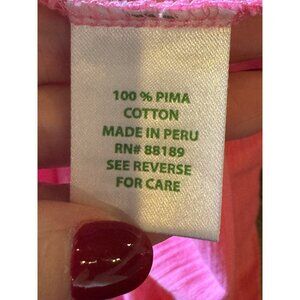 100 % PIMA
COTTON
MADE IN PERU
RN# 88189
SEE REVERSE
FOR CARE